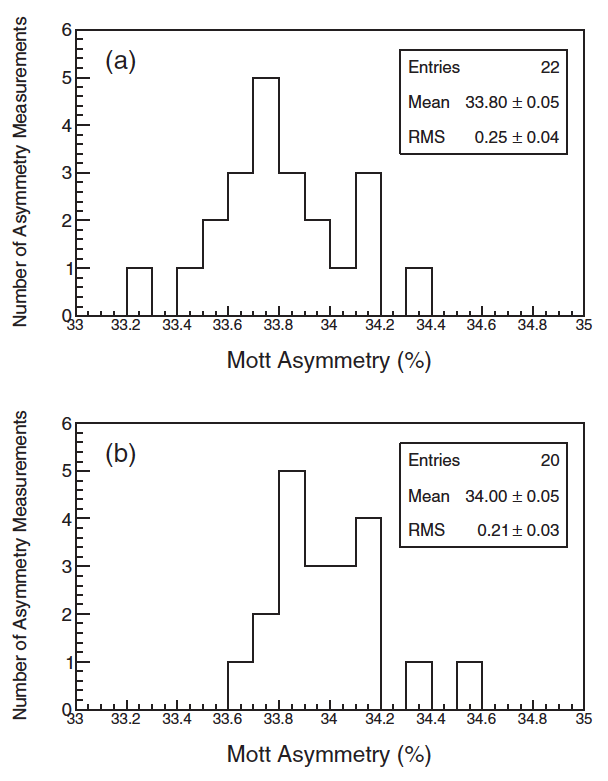 Number of Asymmetry Measurements
(a)
Entries 22
Mean 33.80 ± 0.05
RMS 0.25 ± 0.04
6
5
4
3
2
1
0
33 33.2 33.4 33.6 33.8 34 34.2 34.4 34.6 34.8 35
Mott Asymmetry (%)
Number of Asymmetry Measurements
(b)
Entries 20
Mean 34.00 ± 0.05
RMS 0.21 ± 0.03
6
5
4
3
2
1
0
33 33.2 33.4 33.6 33.8 34 34.2 34.4 34.6 34.8 35
Mott Asymmetry (%)